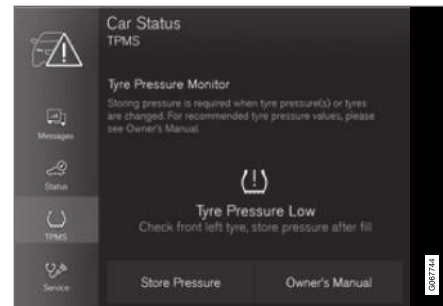 Car Status
TPMS
Tyre Pressure Monitor
Storing pressure is required when tyre pressure(s) or tyres
are changed. For recommended tyre pressure values, please
see Owner's Manual.
Messages
Status
TPMS
Service
Tyre Pressure Low
Check front left tyre, store pressure after fill
Store Pressure
Owner's Manual
G067744